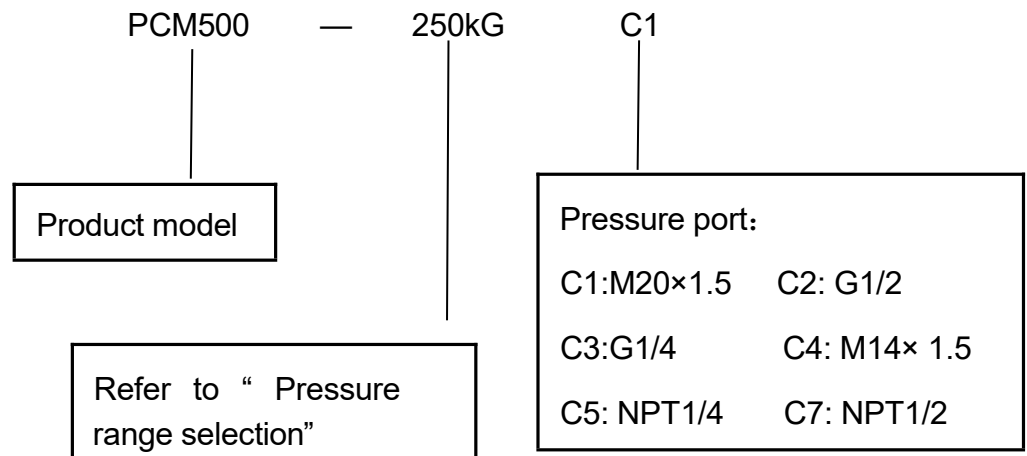 PCM500 — 250kG C1
Product model
Pressure port：
C1:M20×1.5 C2: G1/2
C3:G1/4 C4: M14× 1.5
C5: NPT1/4 C7: NPT1/2
Refer to “ Pressure
range selection”